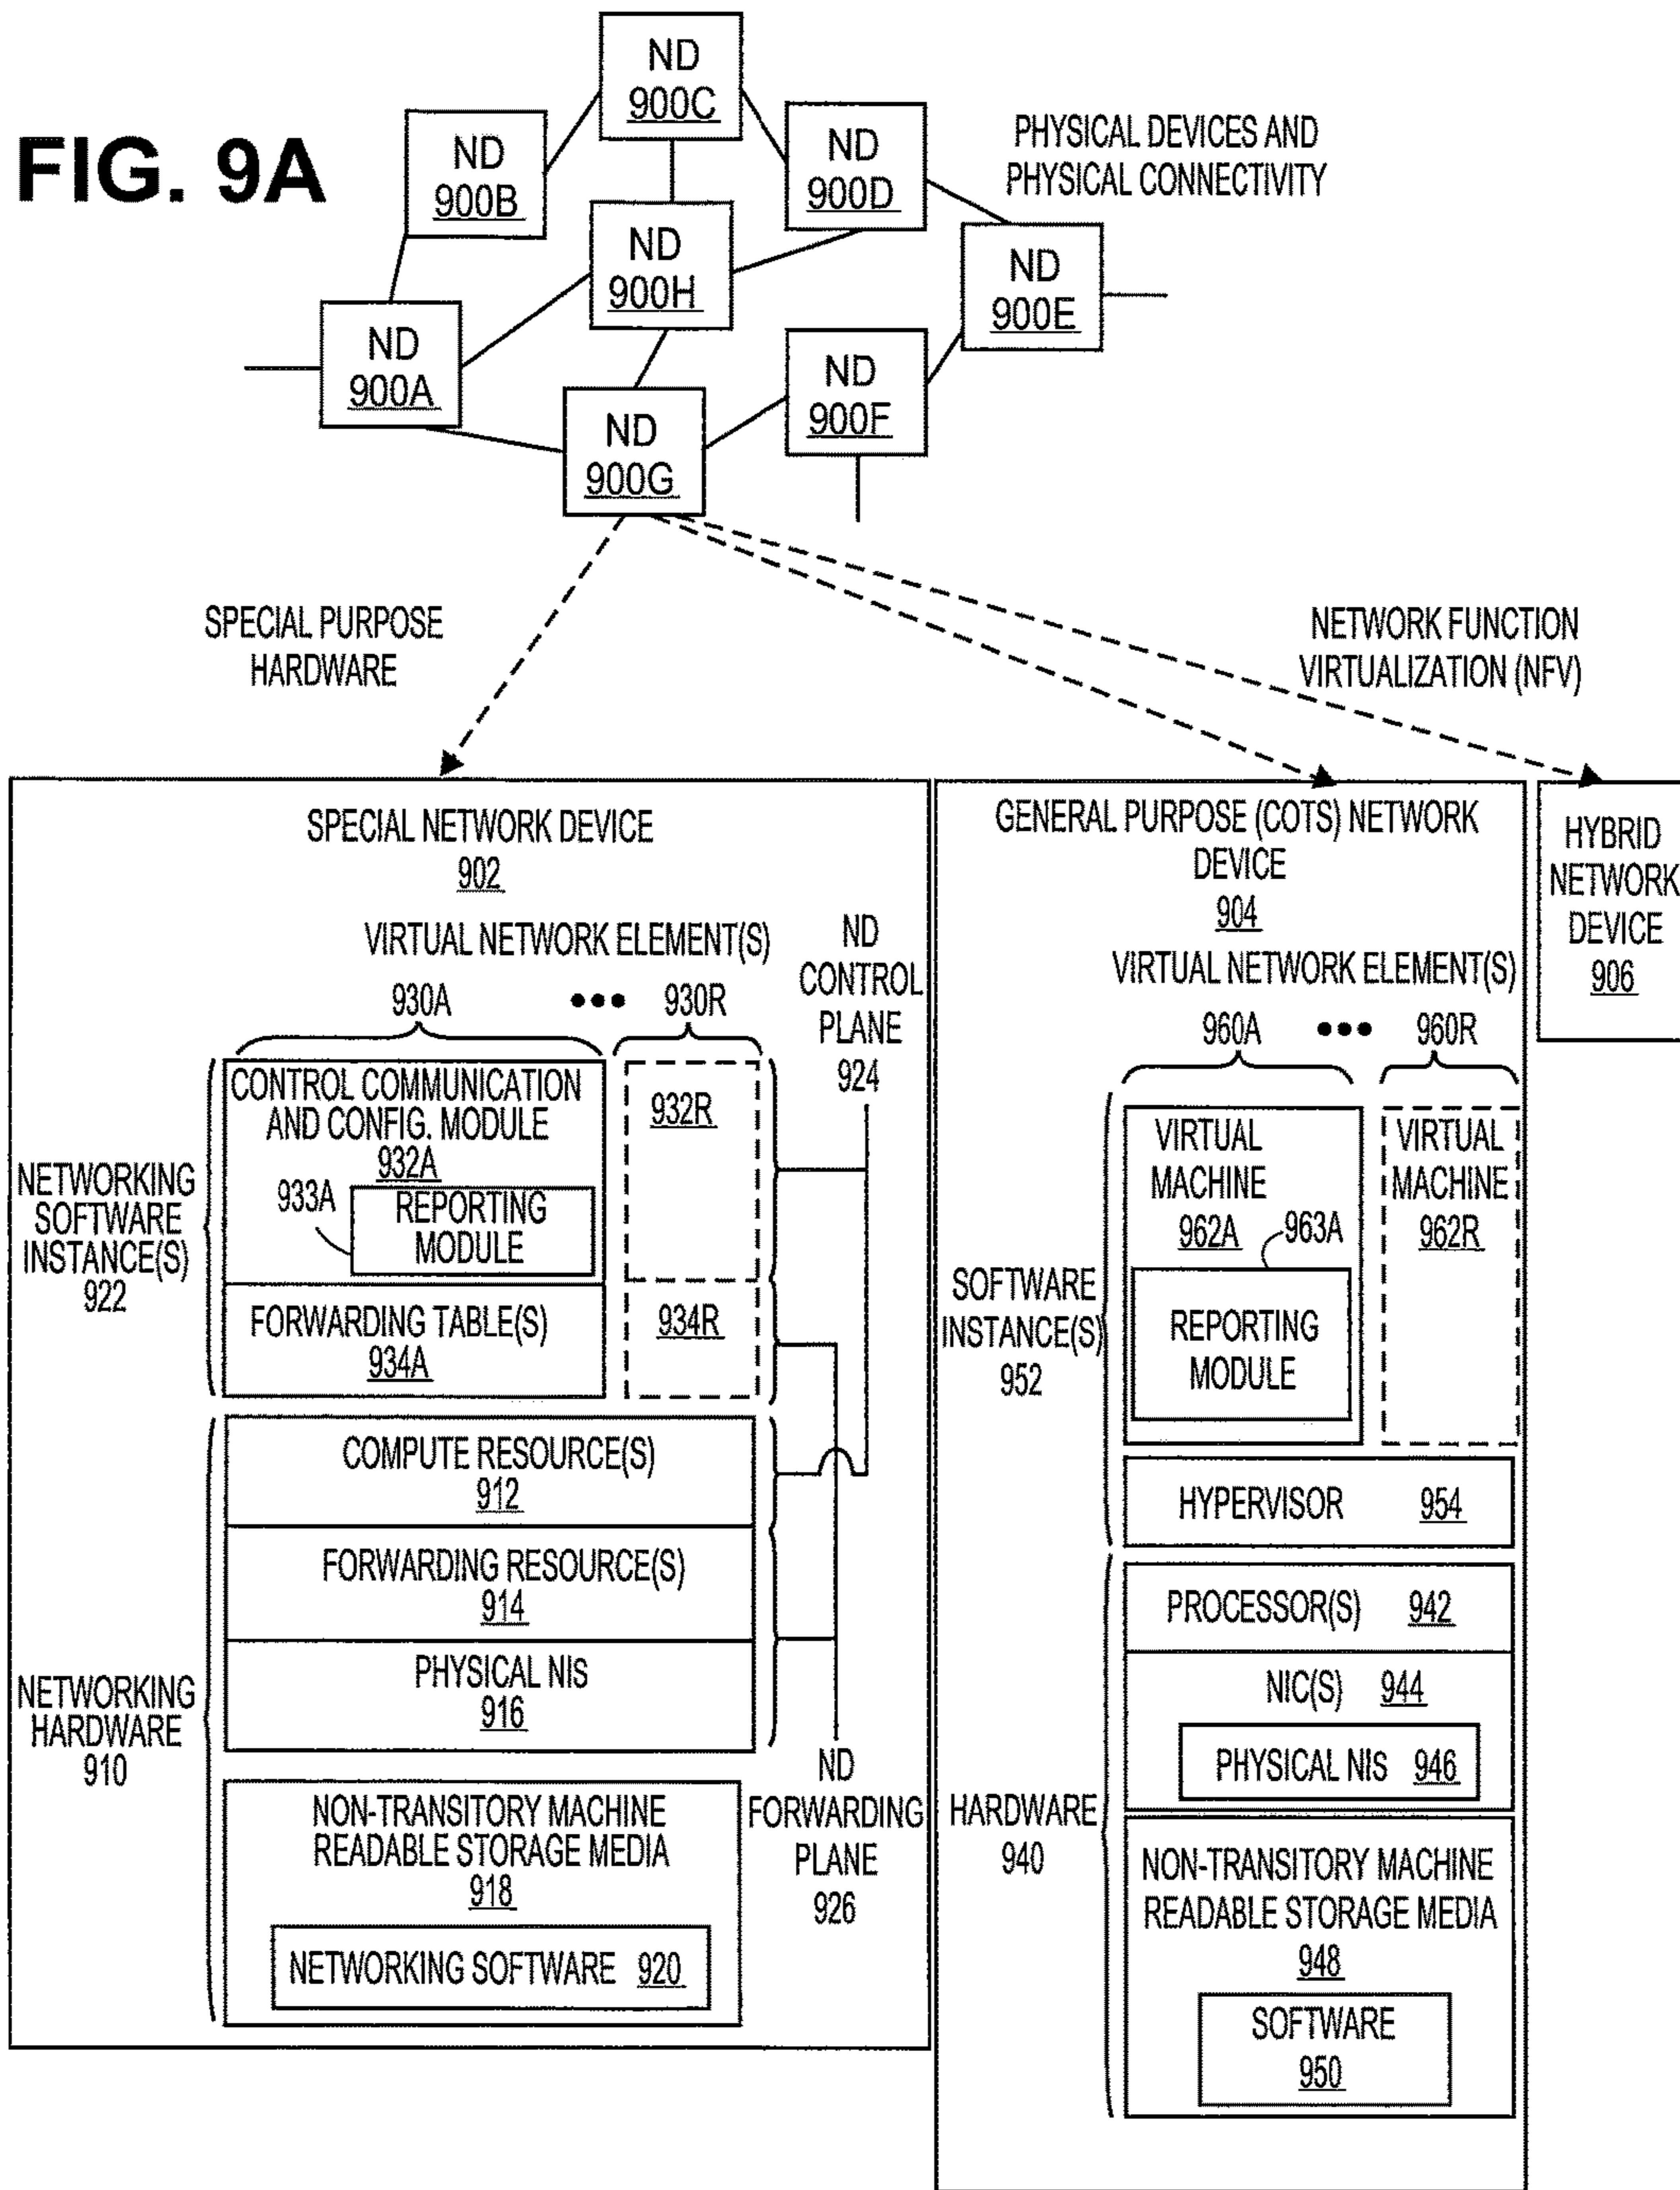 FIG. 9A
ND
900C
ND
900B
ND
900D
PHYSICAL DEVICES AND
PHYSICAL CONNECTIVITY
ND
900H
ND
900E
ND
900A
ND
900F
ND
900G
SPECIAL PURPOSE
HARDWARE
NETWORK FUNCTION
VIRTUALIZATION (NFV)
SPECIAL NETWORK DEVICE
902
VIRTUAL NETWORK ELEMENT(S)
930A
•••
930R
ND
CONTROL
PLANE
924
NETWORKING
SOFTWARE
INSTANCE(S)
922
CONTROL COMMUNICATION
AND CONFIG. MODULE
932A
933A
REPORTING
MODULE
932R
FORWARDING TABLE(S)
934A
934R
NETWORKING
HARDWARE
910
COMPUTE RESOURCE(S)
912
FORWARDING RESOURCE(S)
914
PHYSICAL NIs
916
ND
FORWARDING
PLANE
926
NON-TRANSITORY MACHINE
READABLE STORAGE MEDIA
918
NETWORKING SOFTWARE 920
GENERAL PURPOSE (COTS) NETWORK
DEVICE
904
VIRTUAL NETWORK ELEMENT(S)
960A
•••
960R
SOFTWARE
INSTANCE(S)
952
VIRTUAL
MACHINE
962A
963A
REPORTING
MODULE
VIRTUAL
MACHINE
962R
HYPERVISOR 954
HARDWARE
940
PROCESSOR(S) 942
NIC(S) 944
PHYSICAL NIs 946
NON-TRANSITORY MACHINE
READABLE STORAGE MEDIA
948
SOFTWARE
950
HYBRID
NETWORK
DEVICE
906